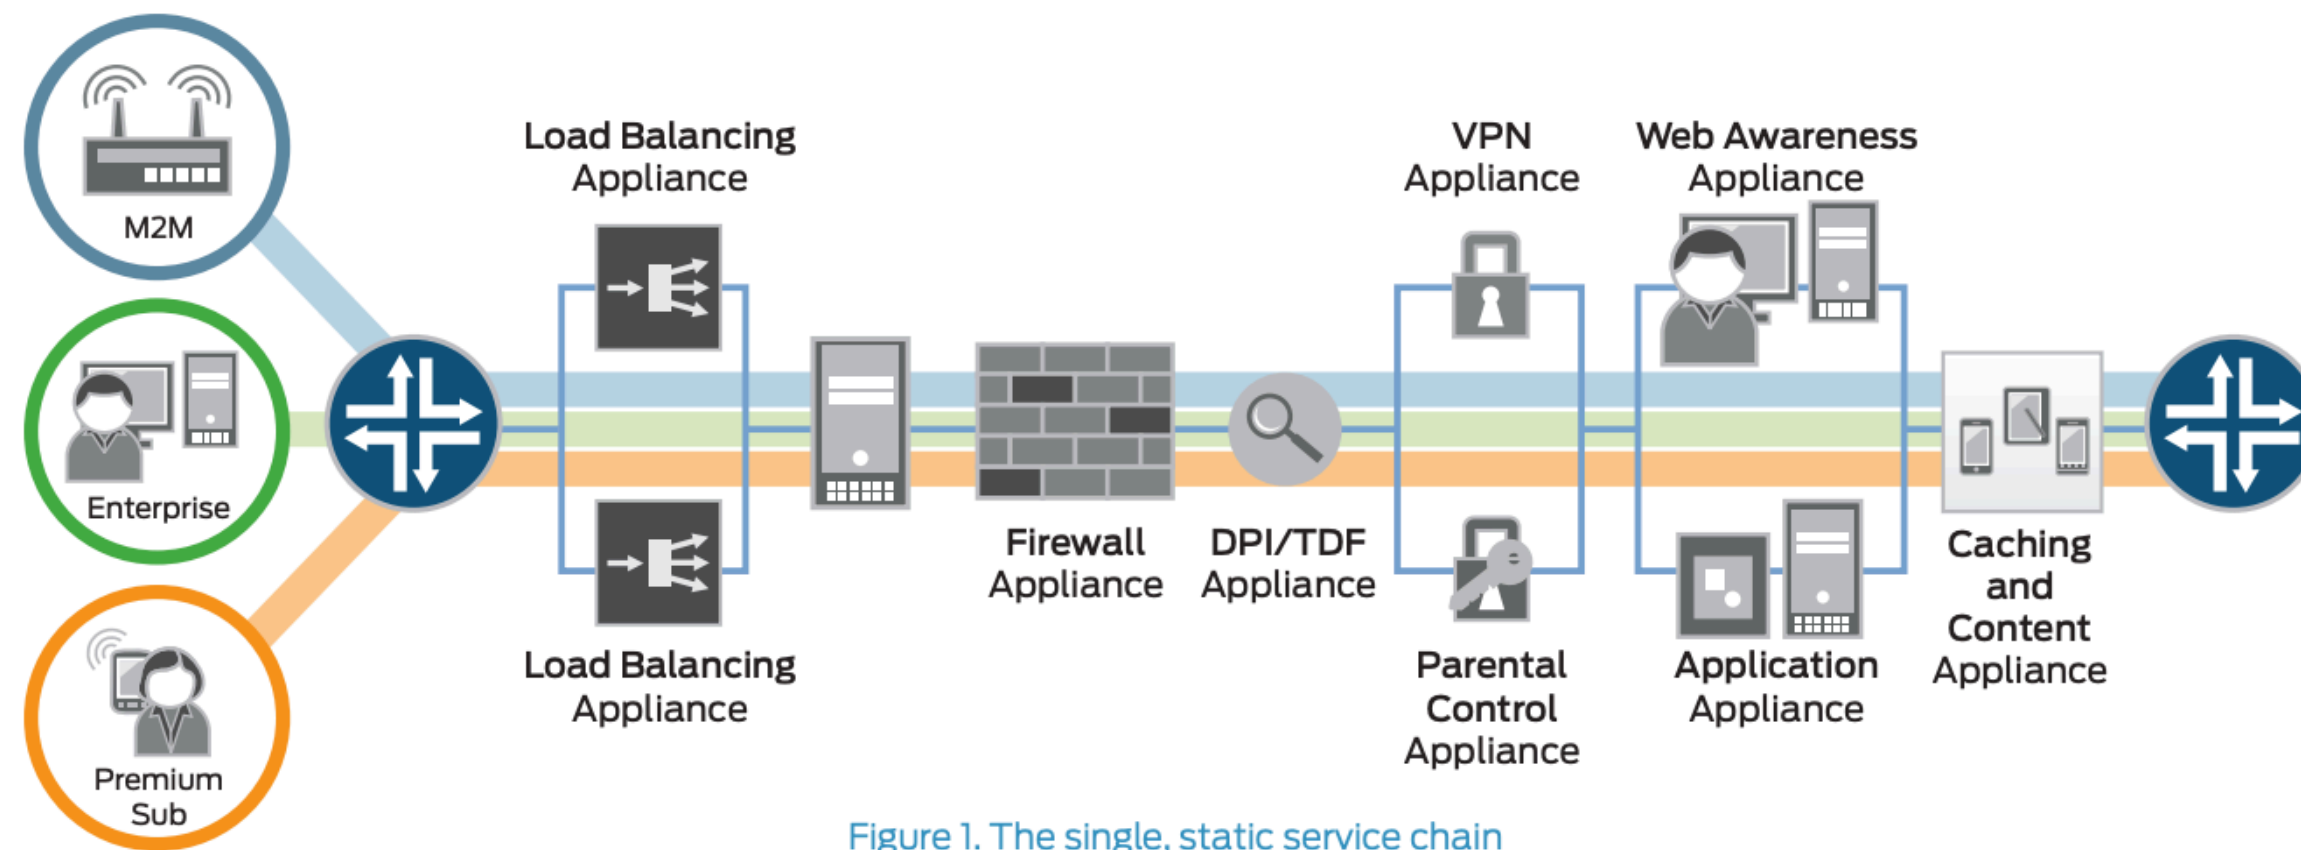 M2M
Enterprise
Premium
Sub
Load Balancing
Appliance
Load Balancing
Appliance
Firewall
Appliance
DPI/TDF
Appliance
VPN
Appliance
Parental
Control
Appliance
Web Awareness
Appliance
Application
Appliance
Caching
and
Content
Appliance
Figure 1. The single, static service chain